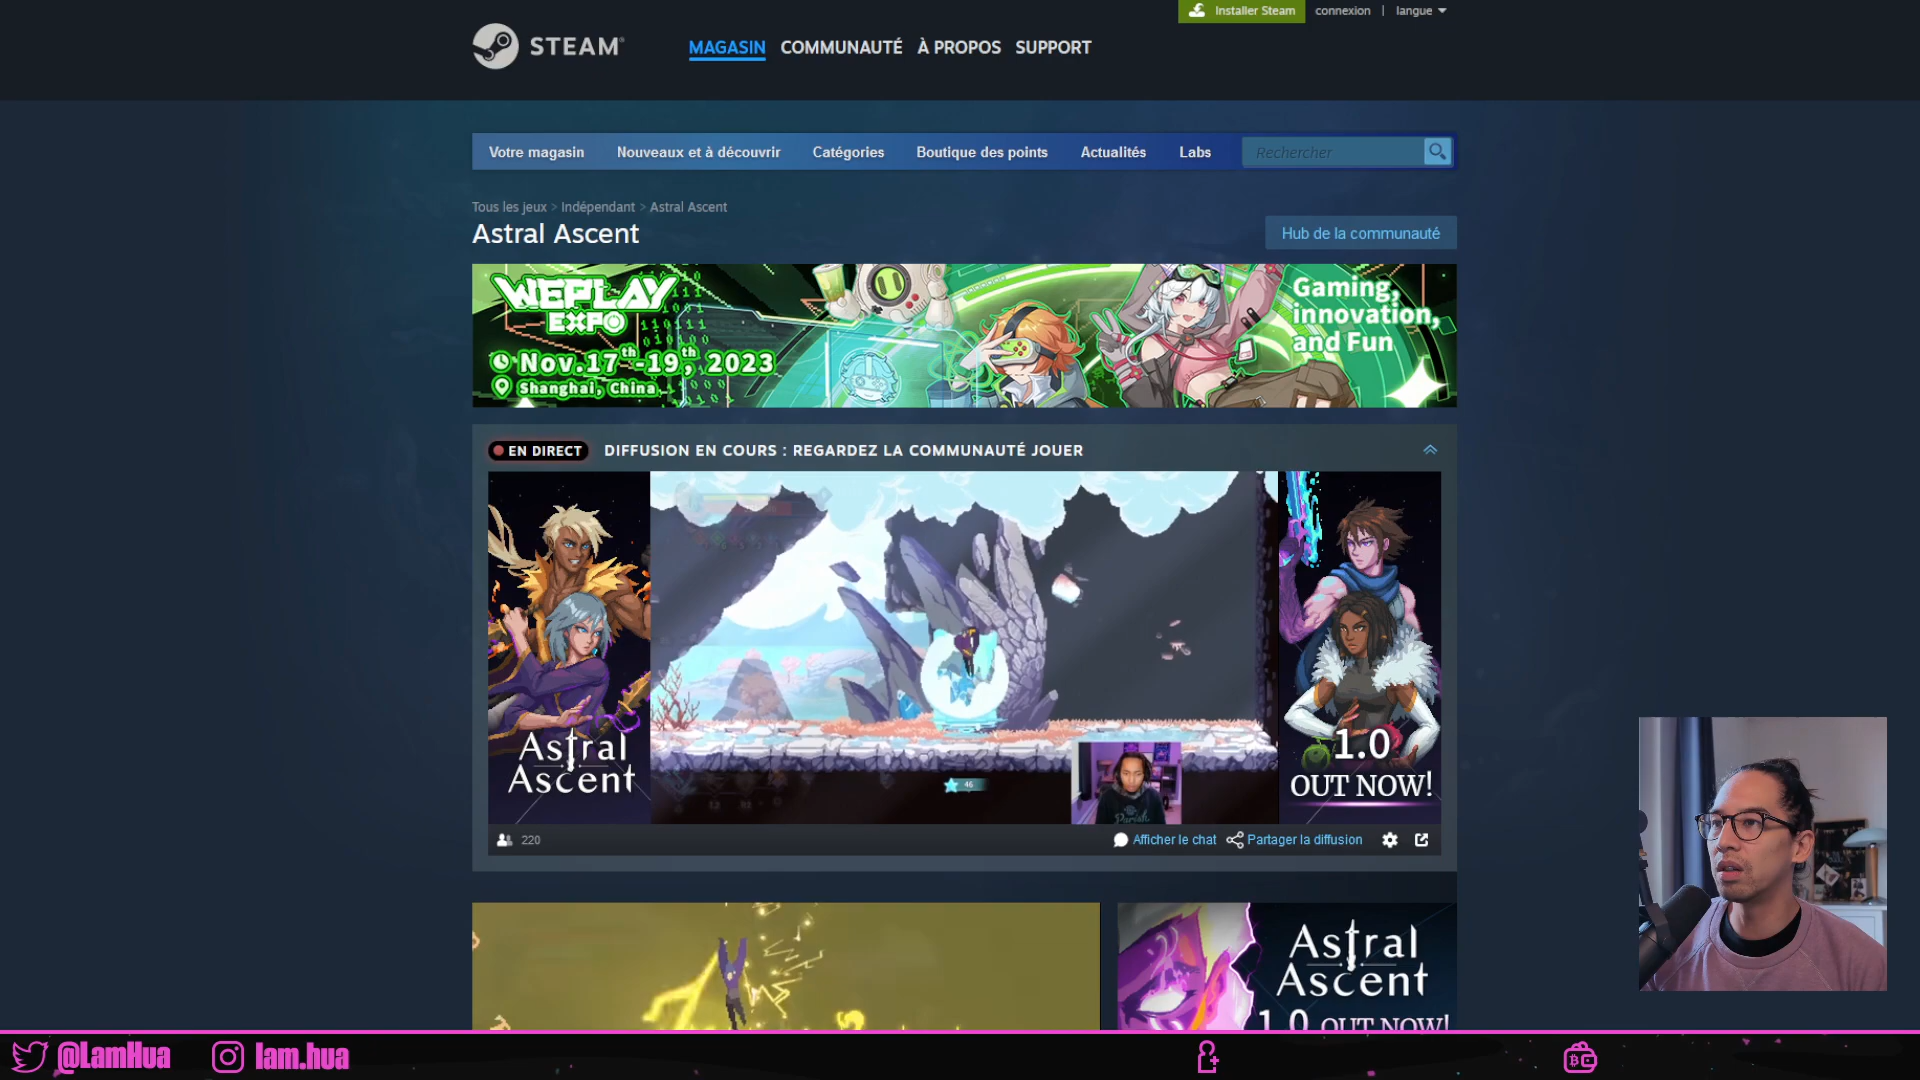 Installer Steam
connexion | langue
STEAM
MAGASIN COMMUNAUTÉ À PROPOS SUPPORT
Votre magasin Nouveaux et à découvrir Catégories Boutique des points Actualités Labs Rechercher
Tous les jeux > Indépendant > Astral Ascent
Astral Ascent
Hub de la communauté
WEPLAY
EXPO
Nov.17th-19th, 2023
Shanghai, China
Gaming,
innovation,
and Fun
EN DIRECT DIFFUSION EN COURS : REGARDEZ LA COMMUNAUTÉ JOUER
Astral
Ascent
46
Parish
1.0
OUT NOW!
220
Afficher le chat Partager la diffusion
Astral
Ascent
1.0 OUT NOW!
@LamHua lam.hua